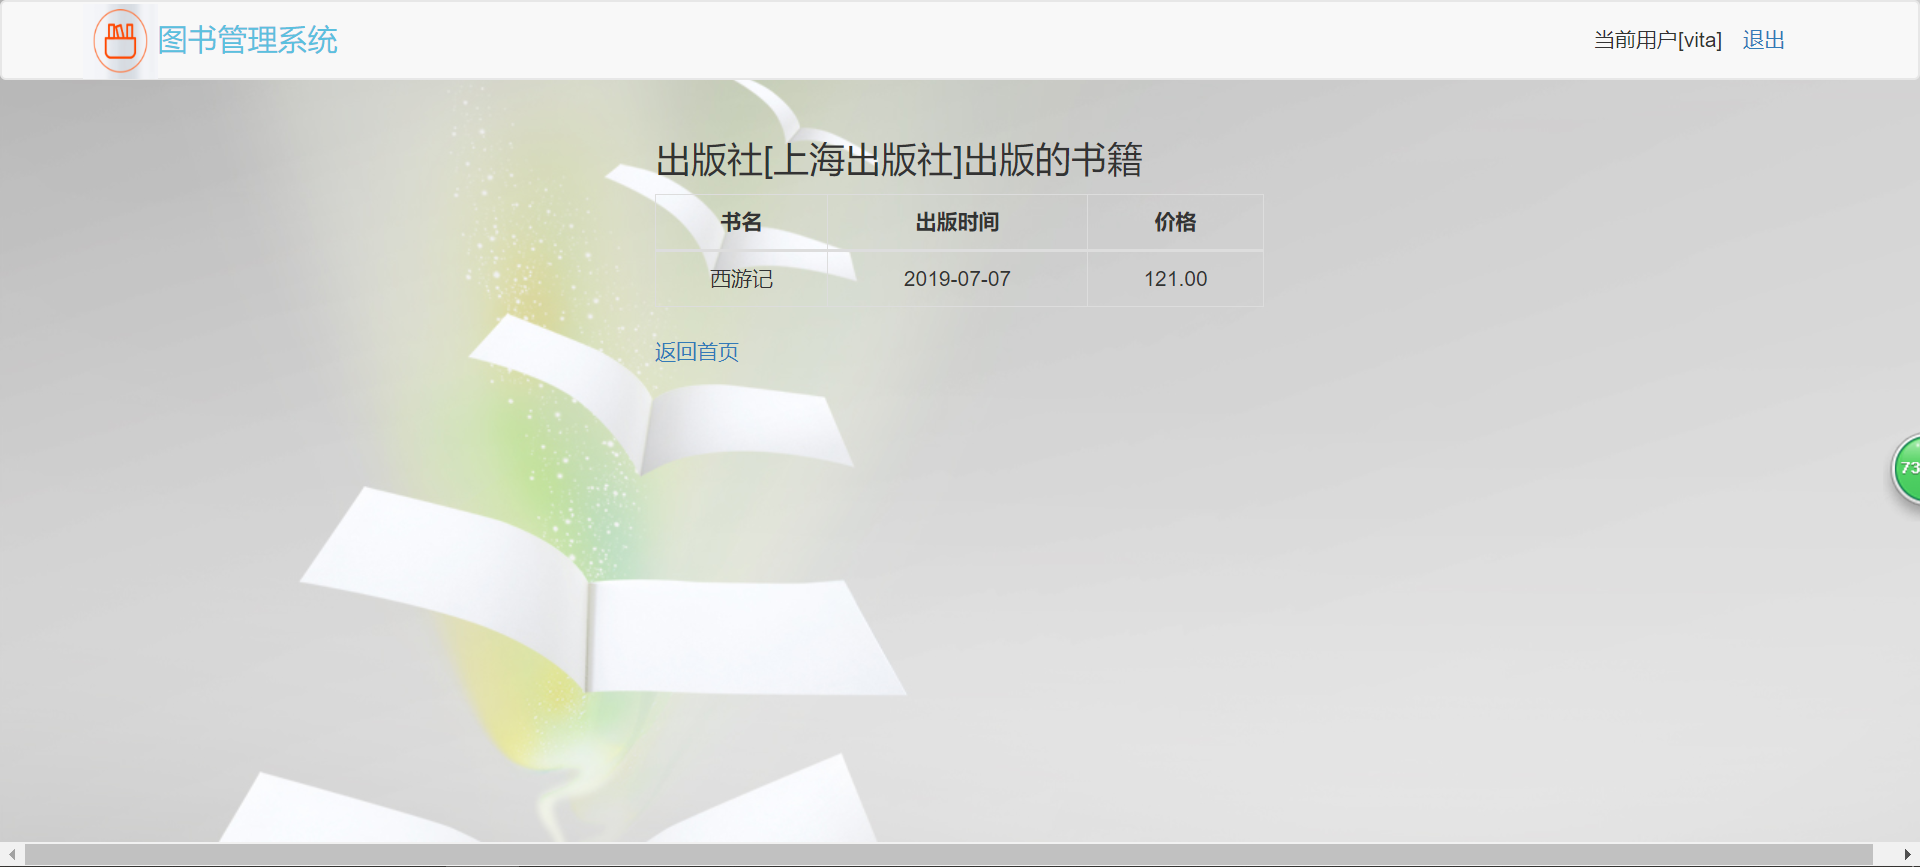 图书管理系统
当前用户[vita] 退出
出版社[上海出版社]出版的书籍
书名 出版时间 价格
西游记 2019-07-07 121.00
返回首页
73